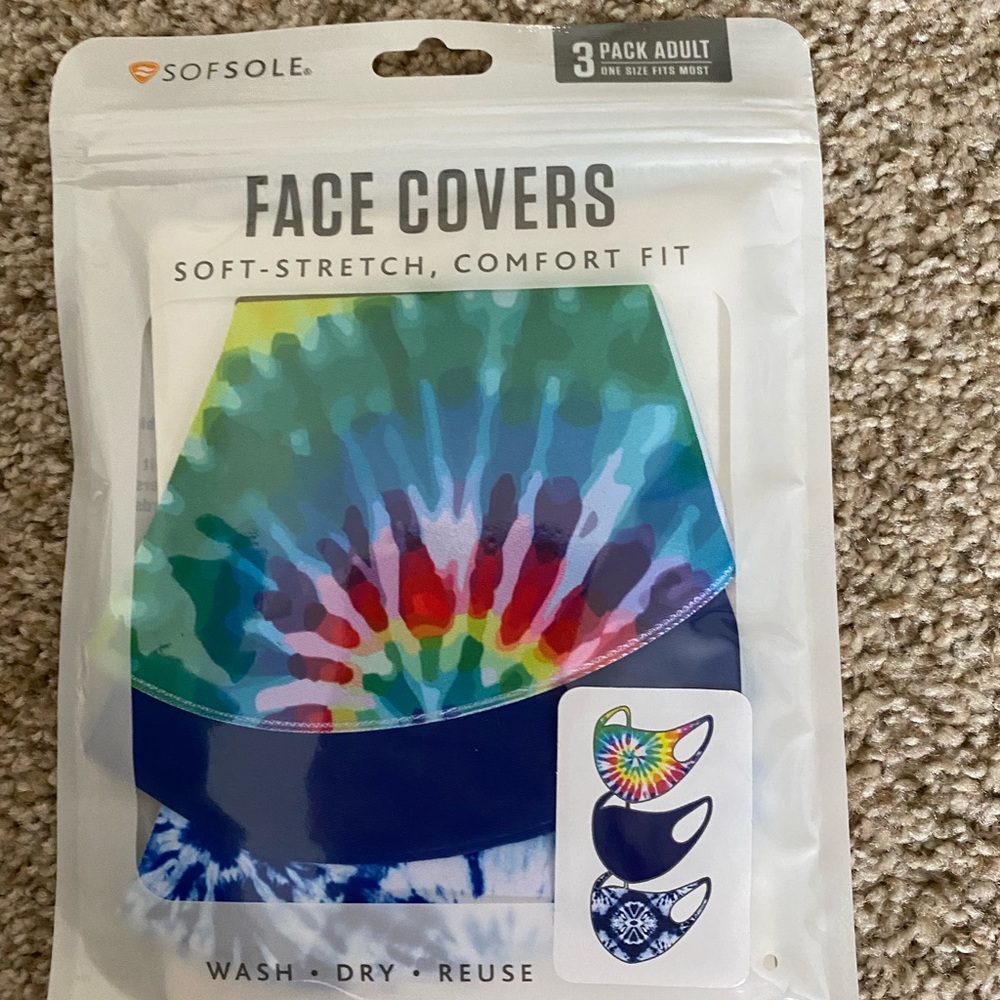 SOFSOLE®
3 PACK ADULT
ONE SIZE FITS MOST
FACE COVERS
SOFT-STRETCH, COMFORT FIT
WASH • DRY • REUSE